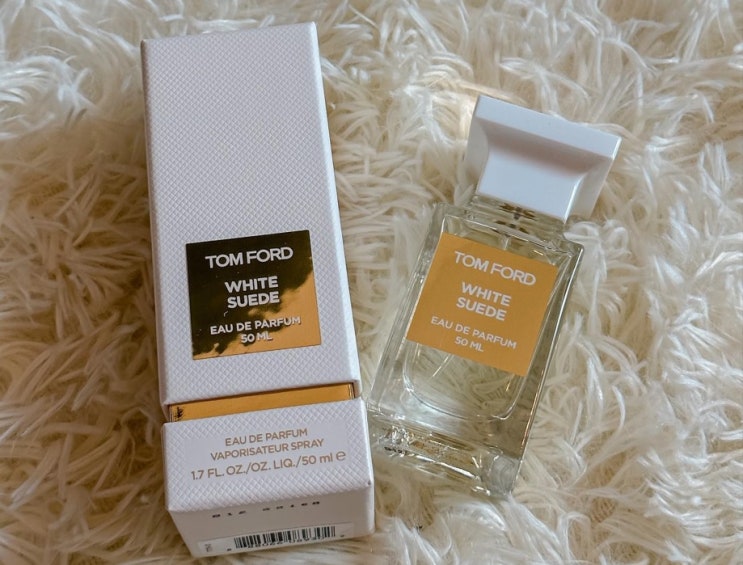 TOM FORD
WHITE
SUEDE
EAU DE PARFUM
50 ML
EAU DE PARFUM
VAPORISATEUR SPRAY
1.7 FL. OZ./OZ. LIQ./50 ml ℮
TOM FORD
WHITE
SUEDE
EAU DE PARFUM
50 ML